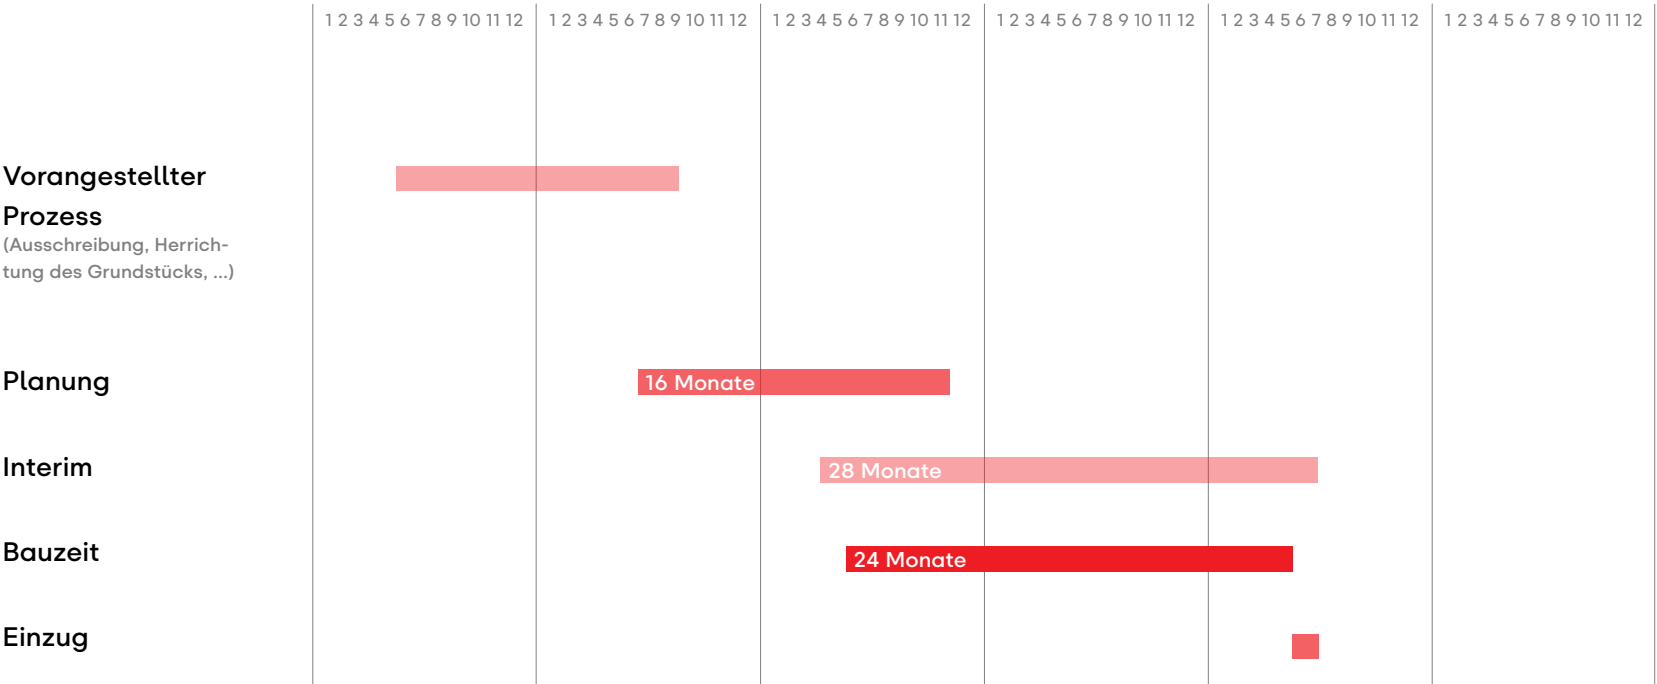 1 2 3 4 5 6 7 8 9 10 11 12 1 2 3 4 5 6 7 8 9 10 11 12 1 2 3 4 5 6 7 8 9 10 11 12 1 2 3 4 5 6 7 8 9 10 11 12 1 2 3 4 5 6 7 8 9 10 11 12 1 2 3 4 5 6 7 8 9 10 11 12
Vorangestellter
Prozess
(Ausschreibung, Herrich-
tung des Grundstücks, ...)
Planung
16 Monate
Interim
28 Monate
Bauzeit
24 Monate
Einzug